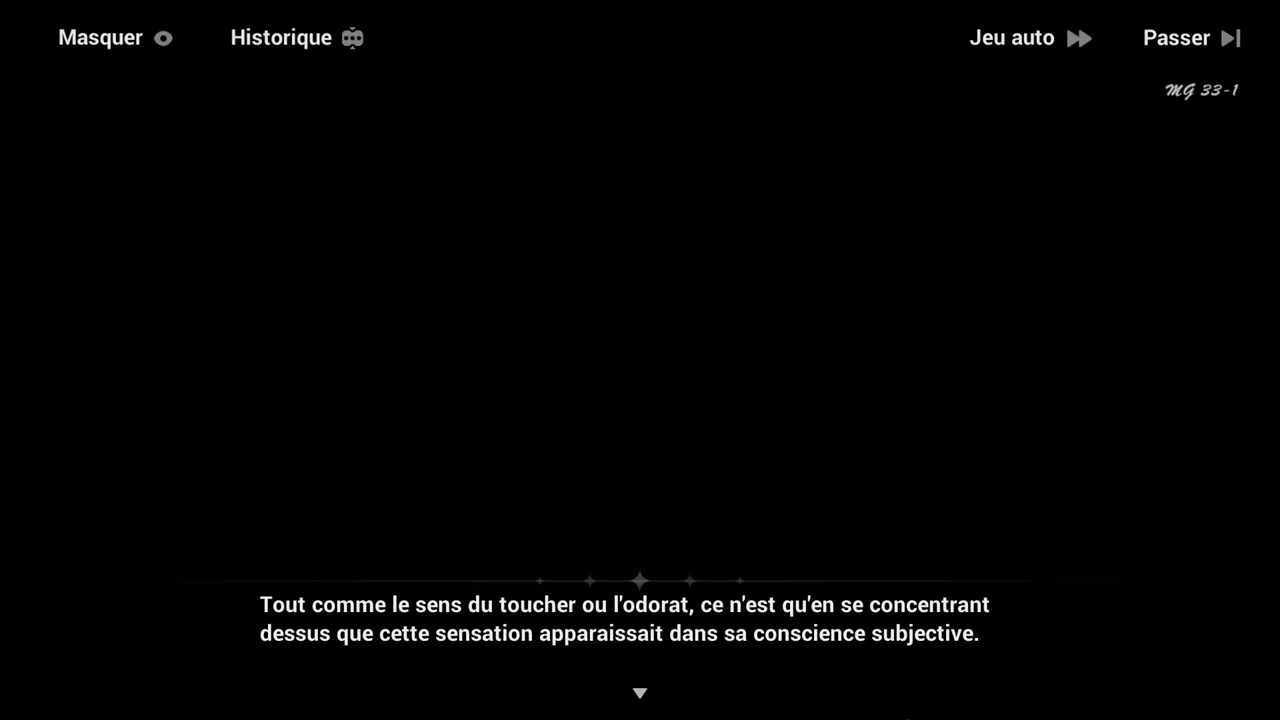 Masquer
Historique
Jeu auto
Passer
MG 33-1
Tout comme le sens du toucher ou l'odorat, ce n'est qu'en se concentrant
dessus que cette sensation apparaissait dans sa conscience subjective.